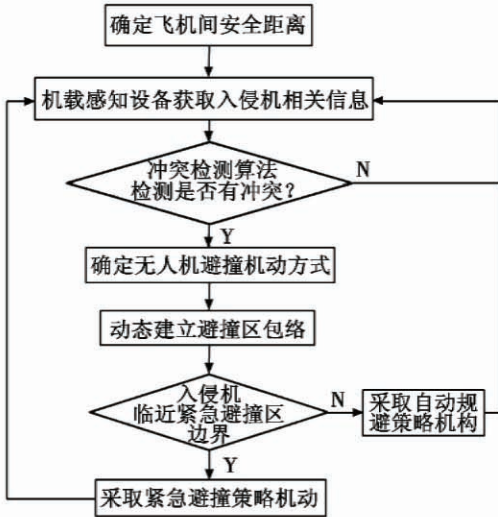 确定飞机间安全距离
机载感知设备获取入侵机相关信息
冲突检测算法
检测是否有冲突?
N
Y
确定无人机避撞机动方式
动态建立避撞区包络
入侵机
临近紧急避撞区
边界
N
采取自动规
避策略机构
Y
采取紧急避撞策略机动